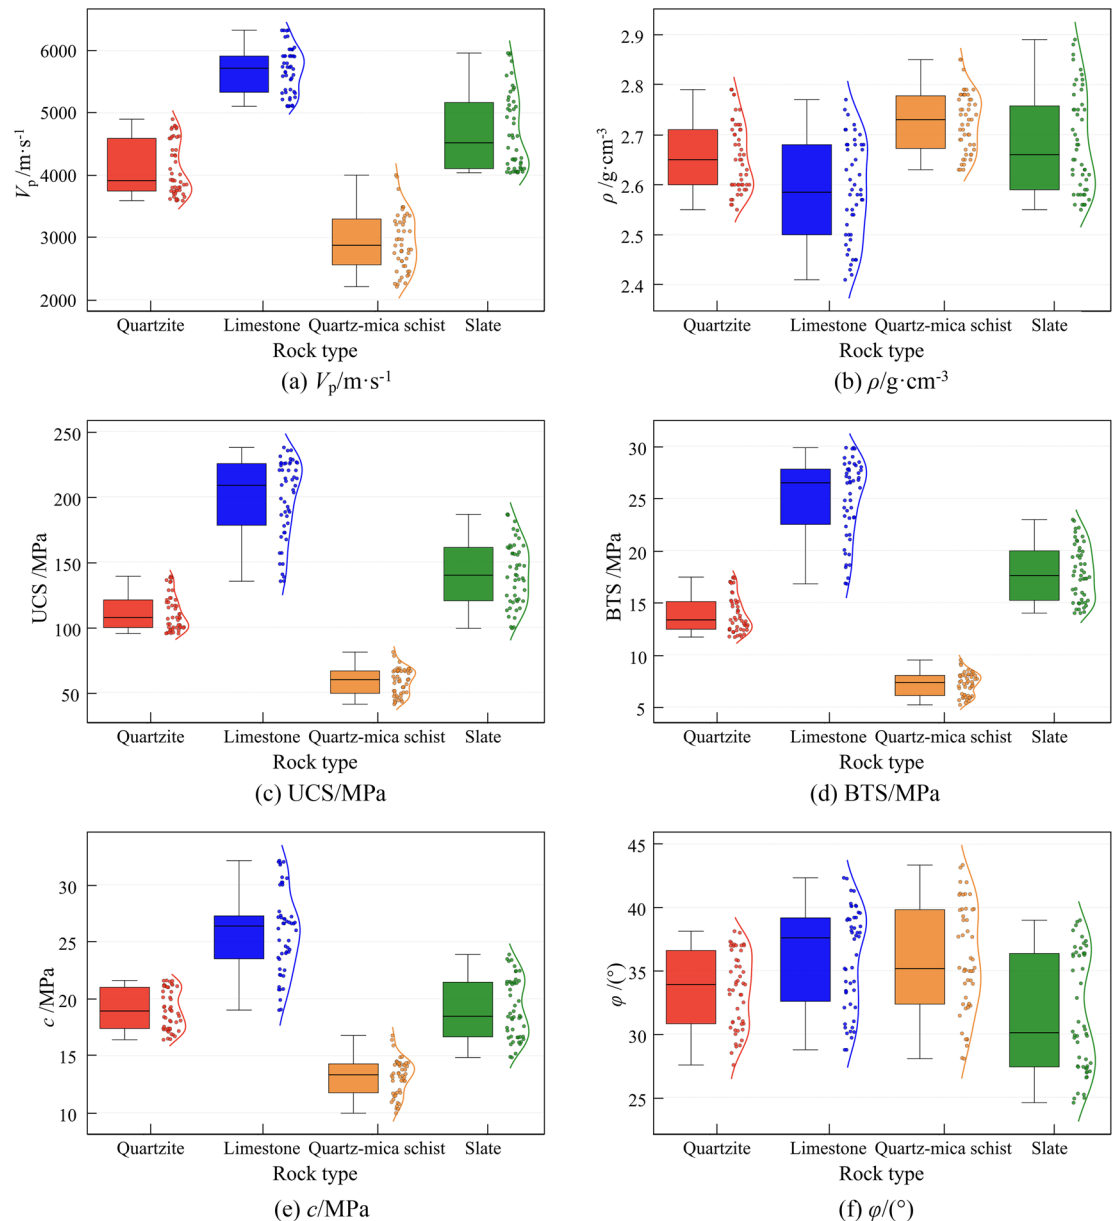 6000
5000
4000
3000
2000
Vp/m·s-1
Quartzite Limestone Quartz-mica schist Slate
Rock type
(a) Vp/m·s-1
2.9
2.8
2.7
2.6
2.5
2.4
ρ /g·cm-3
Quartzite Limestone Quartz-mica schist Slate
Rock type
(b) ρ/g·cm-3
250
200
150
100
50
UCS /MPa
Quartzite Limestone Quartz-mica schist Slate
Rock type
(c) UCS/MPa
30
25
20
15
10
5
BTS /MPa
Quartzite Limestone Quartz-mica schist Slate
Rock type
(d) BTS/MPa
30
25
20
15
10
c /MPa
Quartzite Limestone Quartz-mica schist Slate
Rock type
(e) c/MPa
45
40
35
30
25
φ /(°)
Quartzite Limestone Quartz-mica schist Slate
Rock type
(f) φ/(°)